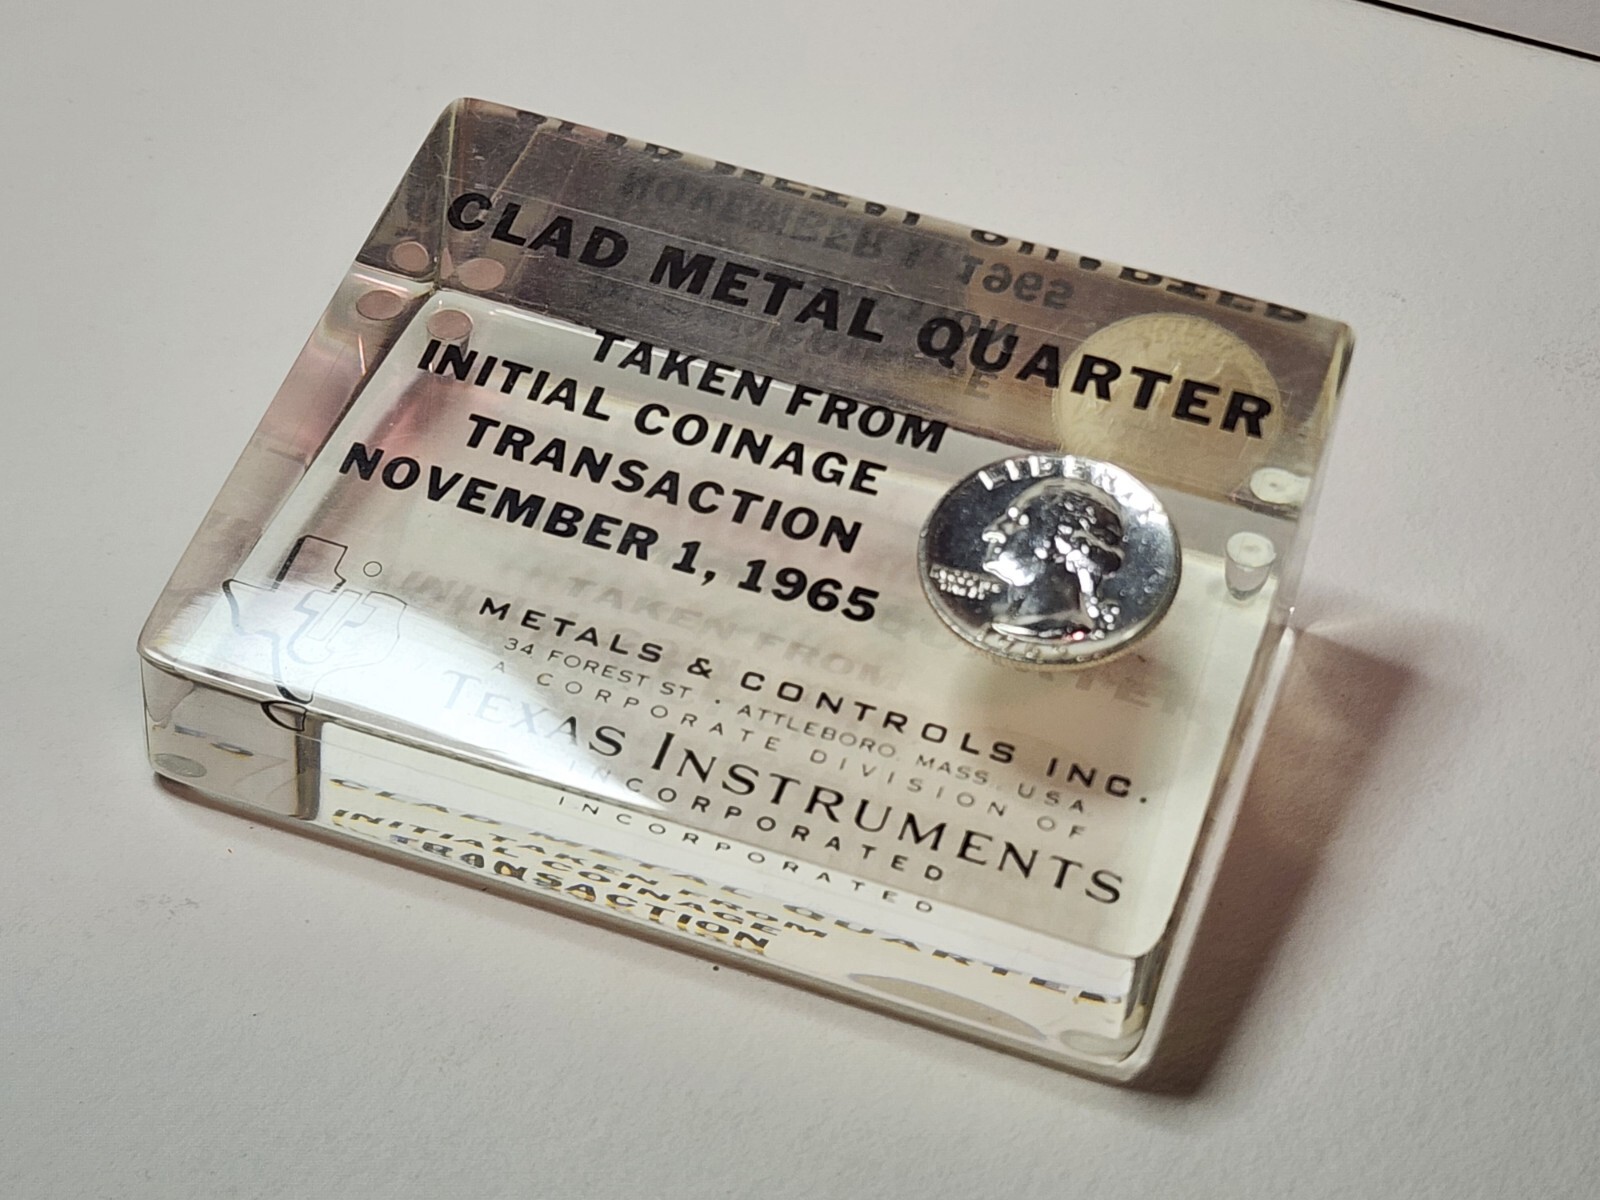 CLAD METAL QUARTER
TAKEN FROM
INITIAL COINAGE
TRANSACTION
NOVEMBER 1, 1965
LIBERTY
METALS & CONTROLS INC.
34 FOREST ST. ATTLEBORO, MASS., USA
A CORPORATE DIVISION OF
TEXAS INSTRUMENTS
INCORPORATED